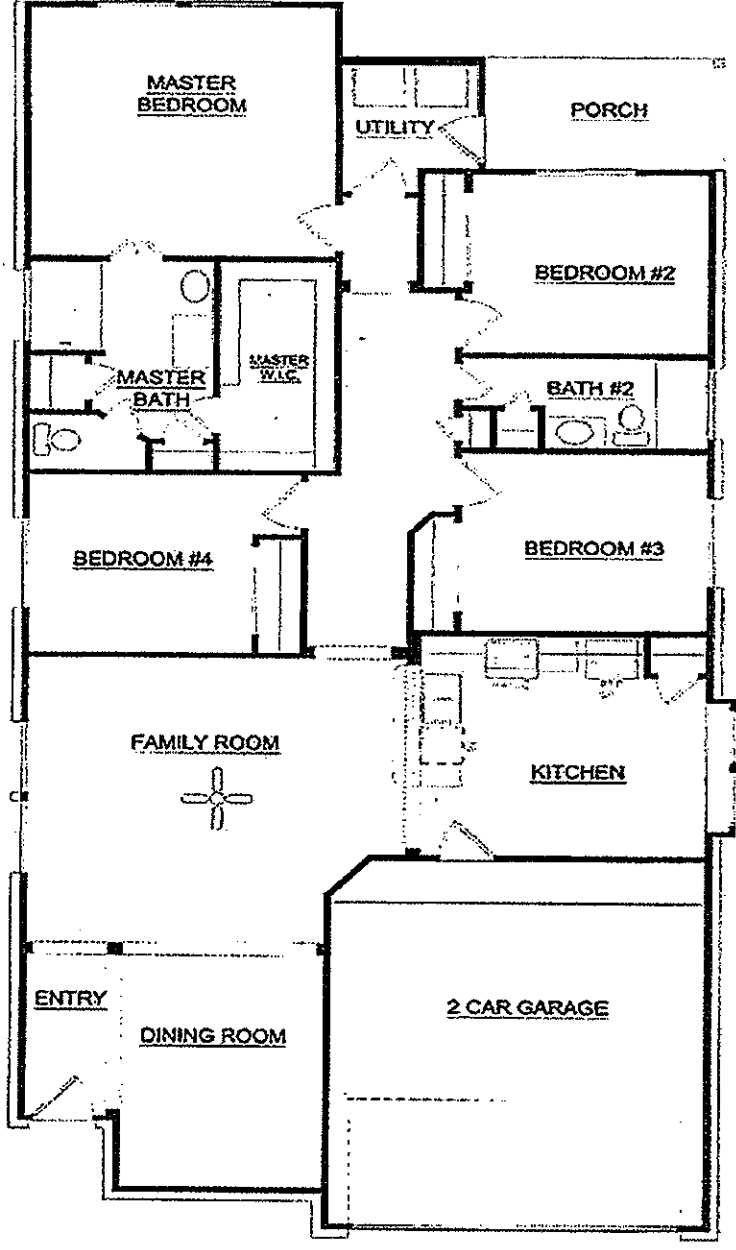 MASTER
BEDROOM
UTILITY
PORCH
BEDROOM #2
MASTER
W.I.C.
MASTER
BATH
BATH #2
BEDROOM #4
BEDROOM #3
FAMILY ROOM
KITCHEN
ENTRY
DINING ROOM
2 CAR GARAGE